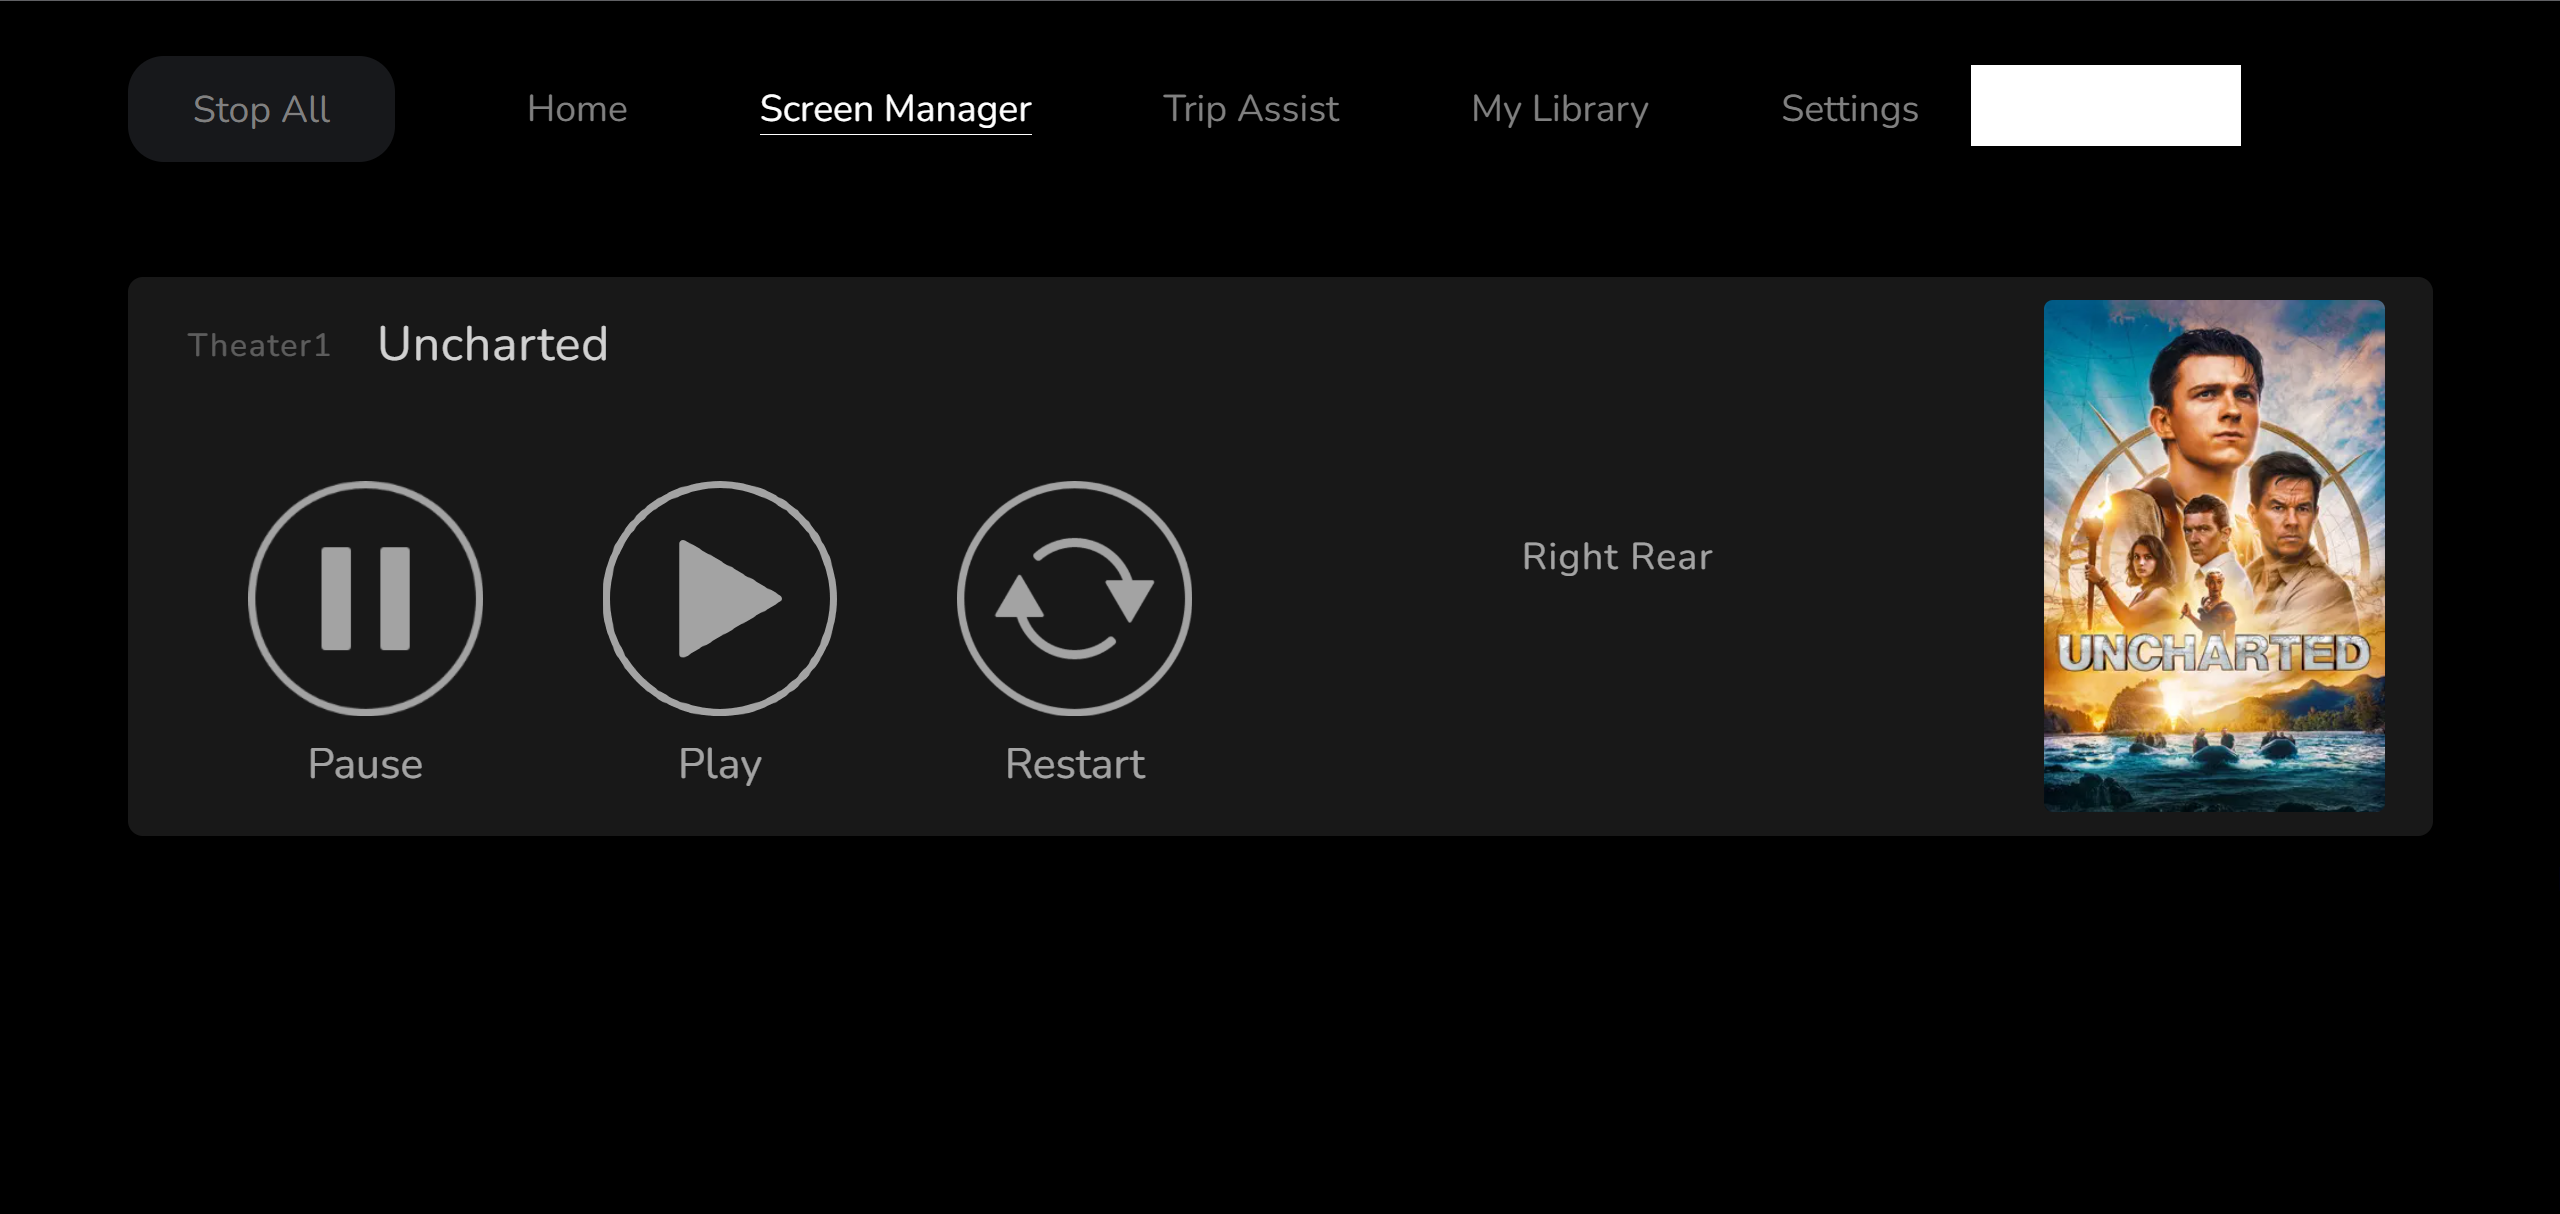 Stop All
Home
Screen Manager
Trip Assist
My Library
Settings
Theater1
Uncharted
Pause
Play
Restart
Right Rear
UNCHARTED